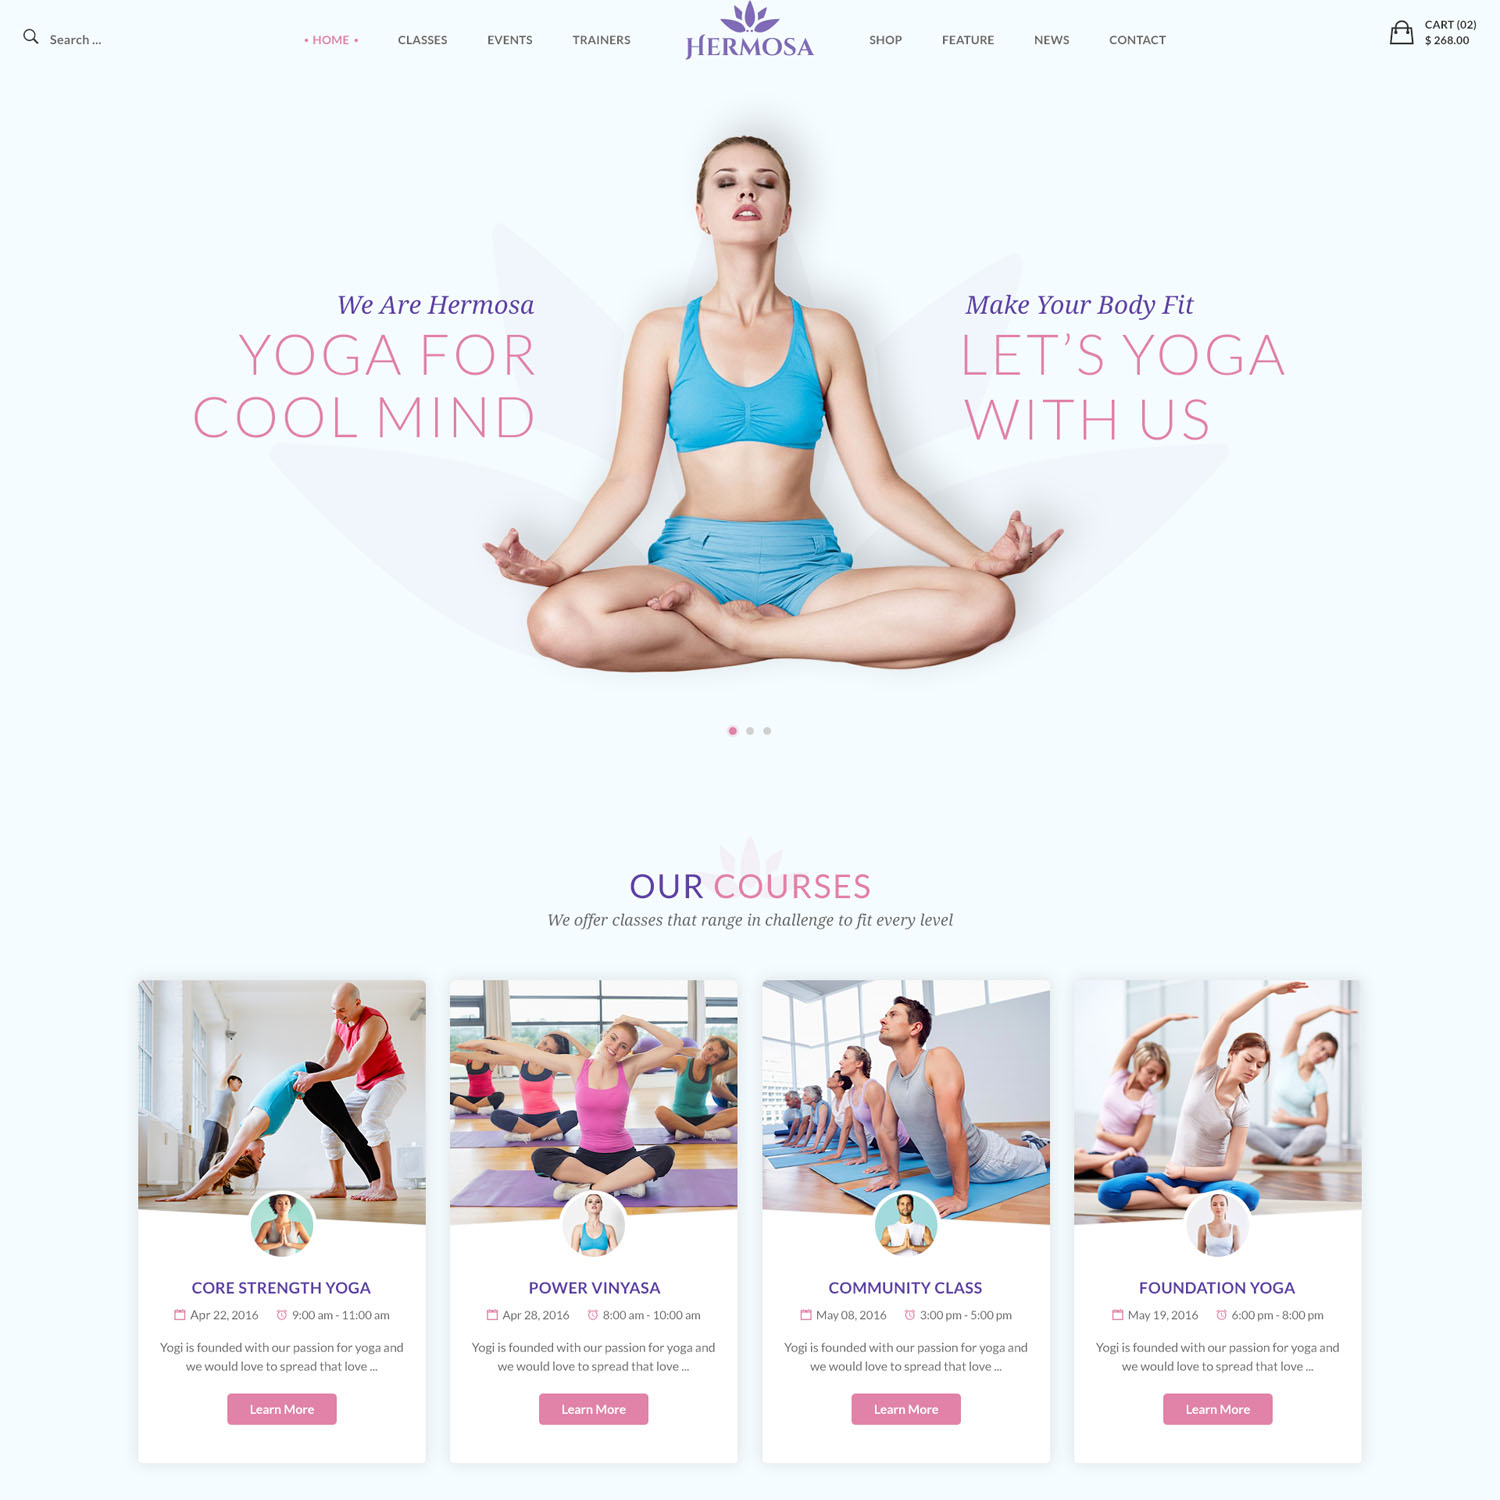 Search ...
HOME
CLASSES
EVENTS
TRAINERS
HERMOSA
SHOP
FEATURE
NEWS
CONTACT
CART (02)
$ 268.00
We Are Hermosa
YOGA FOR
COOL MIND
Make Your Body Fit
LET'S YOGA
WITH US
OUR COURSES
We offer classes that range in challenge to fit every level
CORE STRENGTH YOGA
Apr 22, 2016 9:00 am - 11:00 am
Yogi is founded with our passion for yoga and
we would love to spread that love ...
Learn More
POWER VINYASA
Apr 28, 2016 8:00 am - 10:00 am
Yogi is founded with our passion for yoga and
we would love to spread that love ...
Learn More
COMMUNITY CLASS
May 08, 2016 3:00 pm - 5:00 pm
Yogi is founded with our passion for yoga and
we would love to spread that love ...
Learn More
FOUNDATION YOGA
May 19, 2016 6:00 pm - 8:00 pm
Yogi is founded with our passion for yoga and
we would love to spread that love ...
Learn More